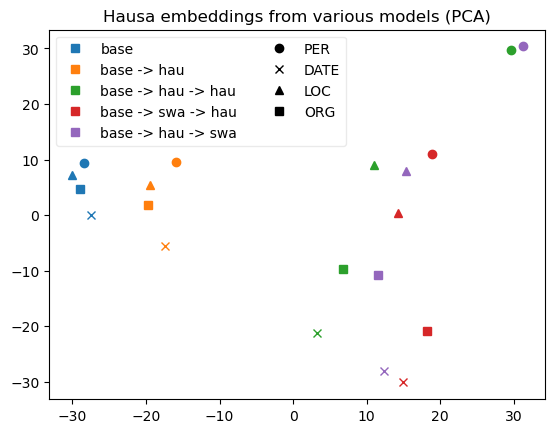 Hausa embeddings from various models (PCA)
base
base -> hau
base -> hau -> hau
base -> swa -> hau
base -> hau -> swa
PER
DATE
LOC
ORG
30
20
10
0
−10
−20
−30
−30
−20
−10
0
10
20
30